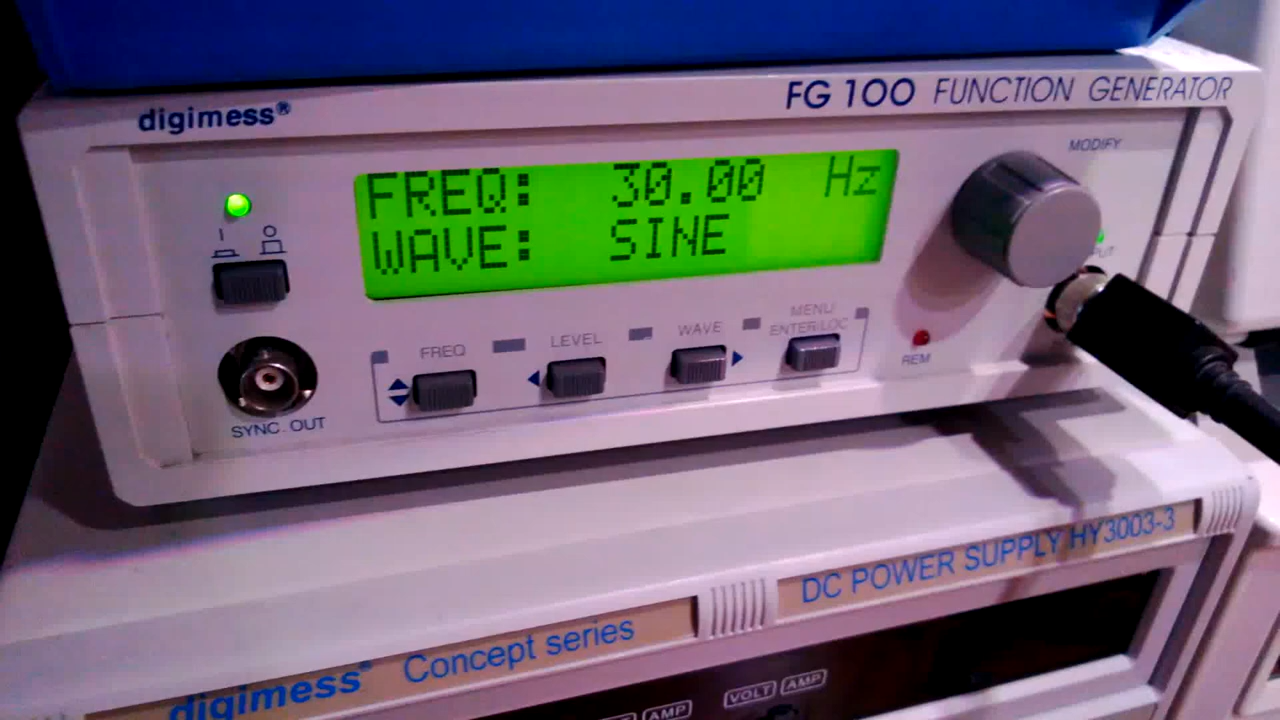 digimess®
FG 100 FUNCTION GENERATOR
MODIFY
FREQ: 30.00 Hz
WAVE: SINE
I O
FREQ
LEVEL
WAVE
MENU
ENTER/LOC
REM
SYNC. OUT
DC POWER SUPPLY HY3003-3
digimess® Concept series
VOLT AMP
AMP